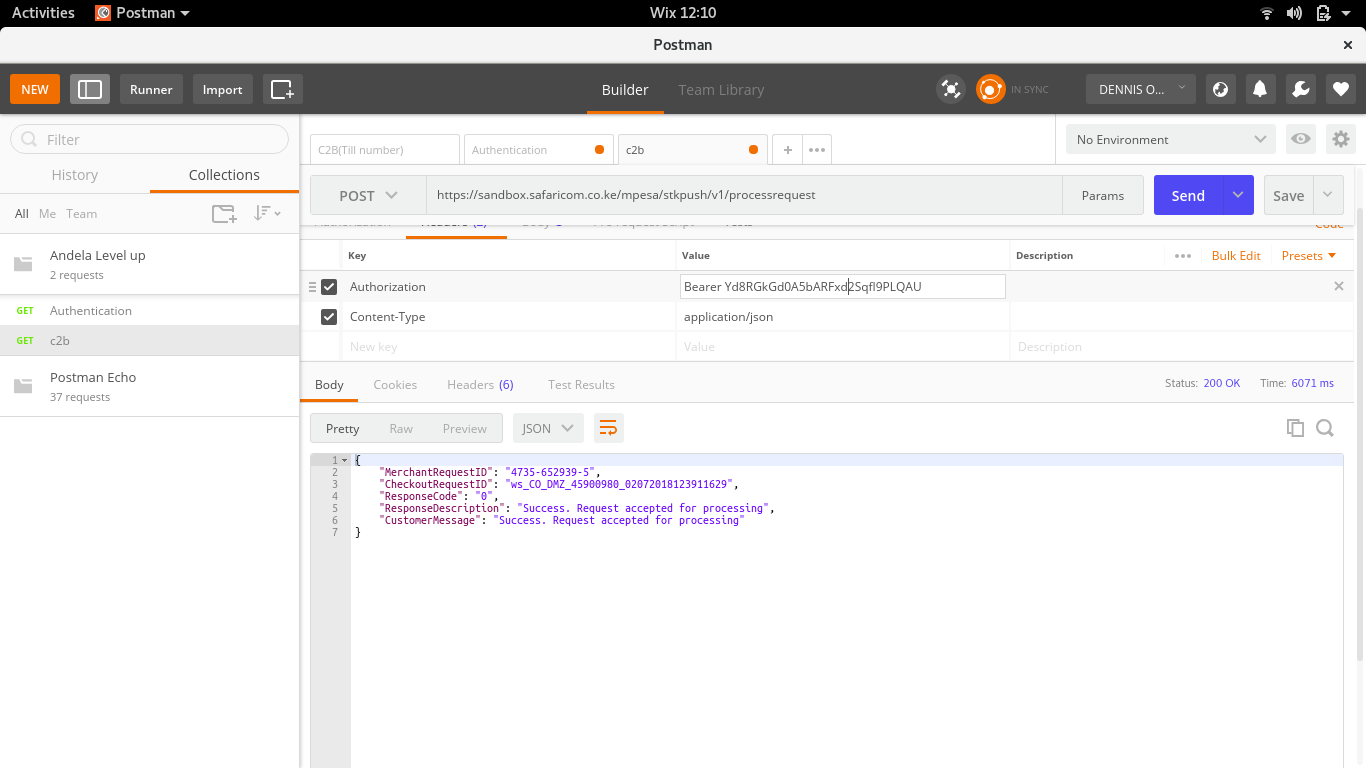 Activities Postman Wix 12:10
Postman
NEW Runner Import Builder Team Library IN SYNC DENNIS O...
Filter
History Collections
All Me Team
Andela Level up
2 requests
GET Authentication
GET c2b
Postman Echo
37 requests
C2B(Till number) Authentication c2b + No Environment
POST https://sandbox.safaricom.co.ke/mpesa/stkpush/v1/processrequest Params Send Save
Key Value Description Bulk Edit Presets
Authorization Bearer Yd8RGkGd0A5bARFxd2Sqfl9PLQAU
Content-Type application/json
New key Value Description
Body Cookies Headers (6) Test Results Status: 200 OK Time: 6071 ms
Pretty Raw Preview JSON
1 {
2 "MerchantRequestID": "4735-652939-5",
3 "CheckoutRequestID": "ws_CO_DMZ_45900980_02072018123911629",
4 "ResponseCode": "0",
5 "ResponseDescription": "Success. Request accepted for processing",
6 "CustomerMessage": "Success. Request accepted for processing"
7 }